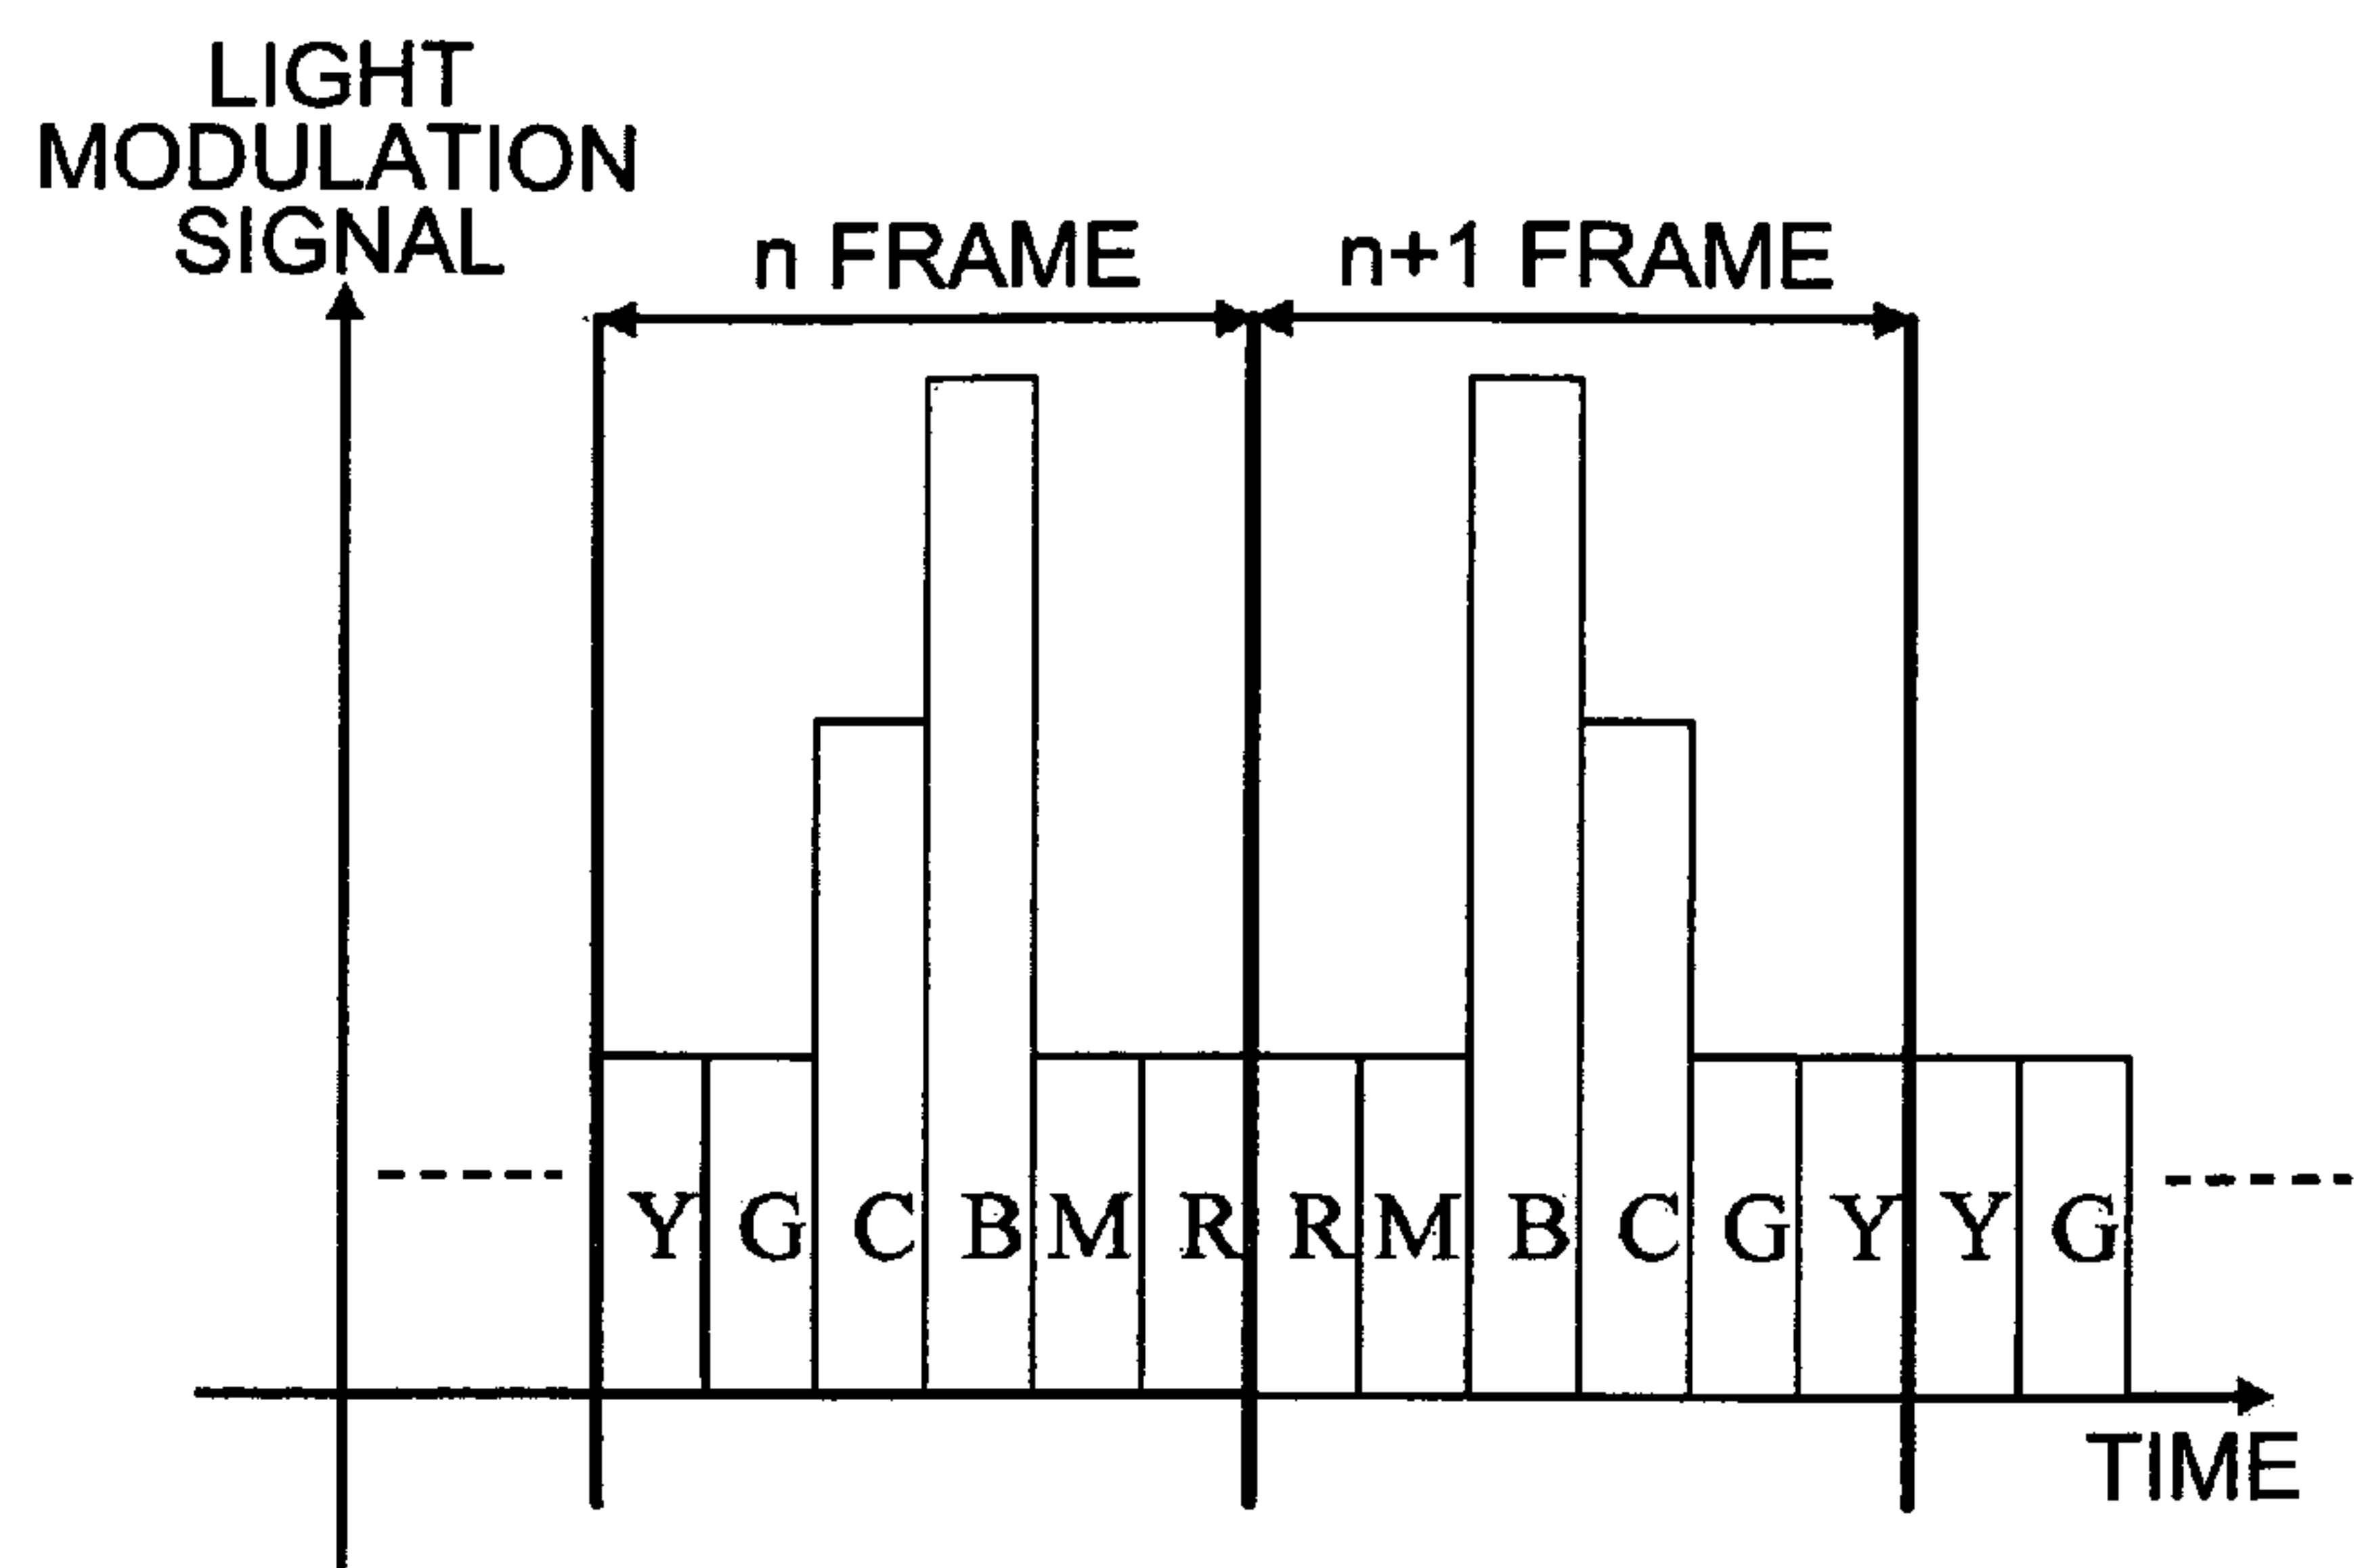 LIGHT
MODULATION
SIGNAL
n FRAME n+1 FRAME
Y G C B M R R M B C G Y Y G
TIME